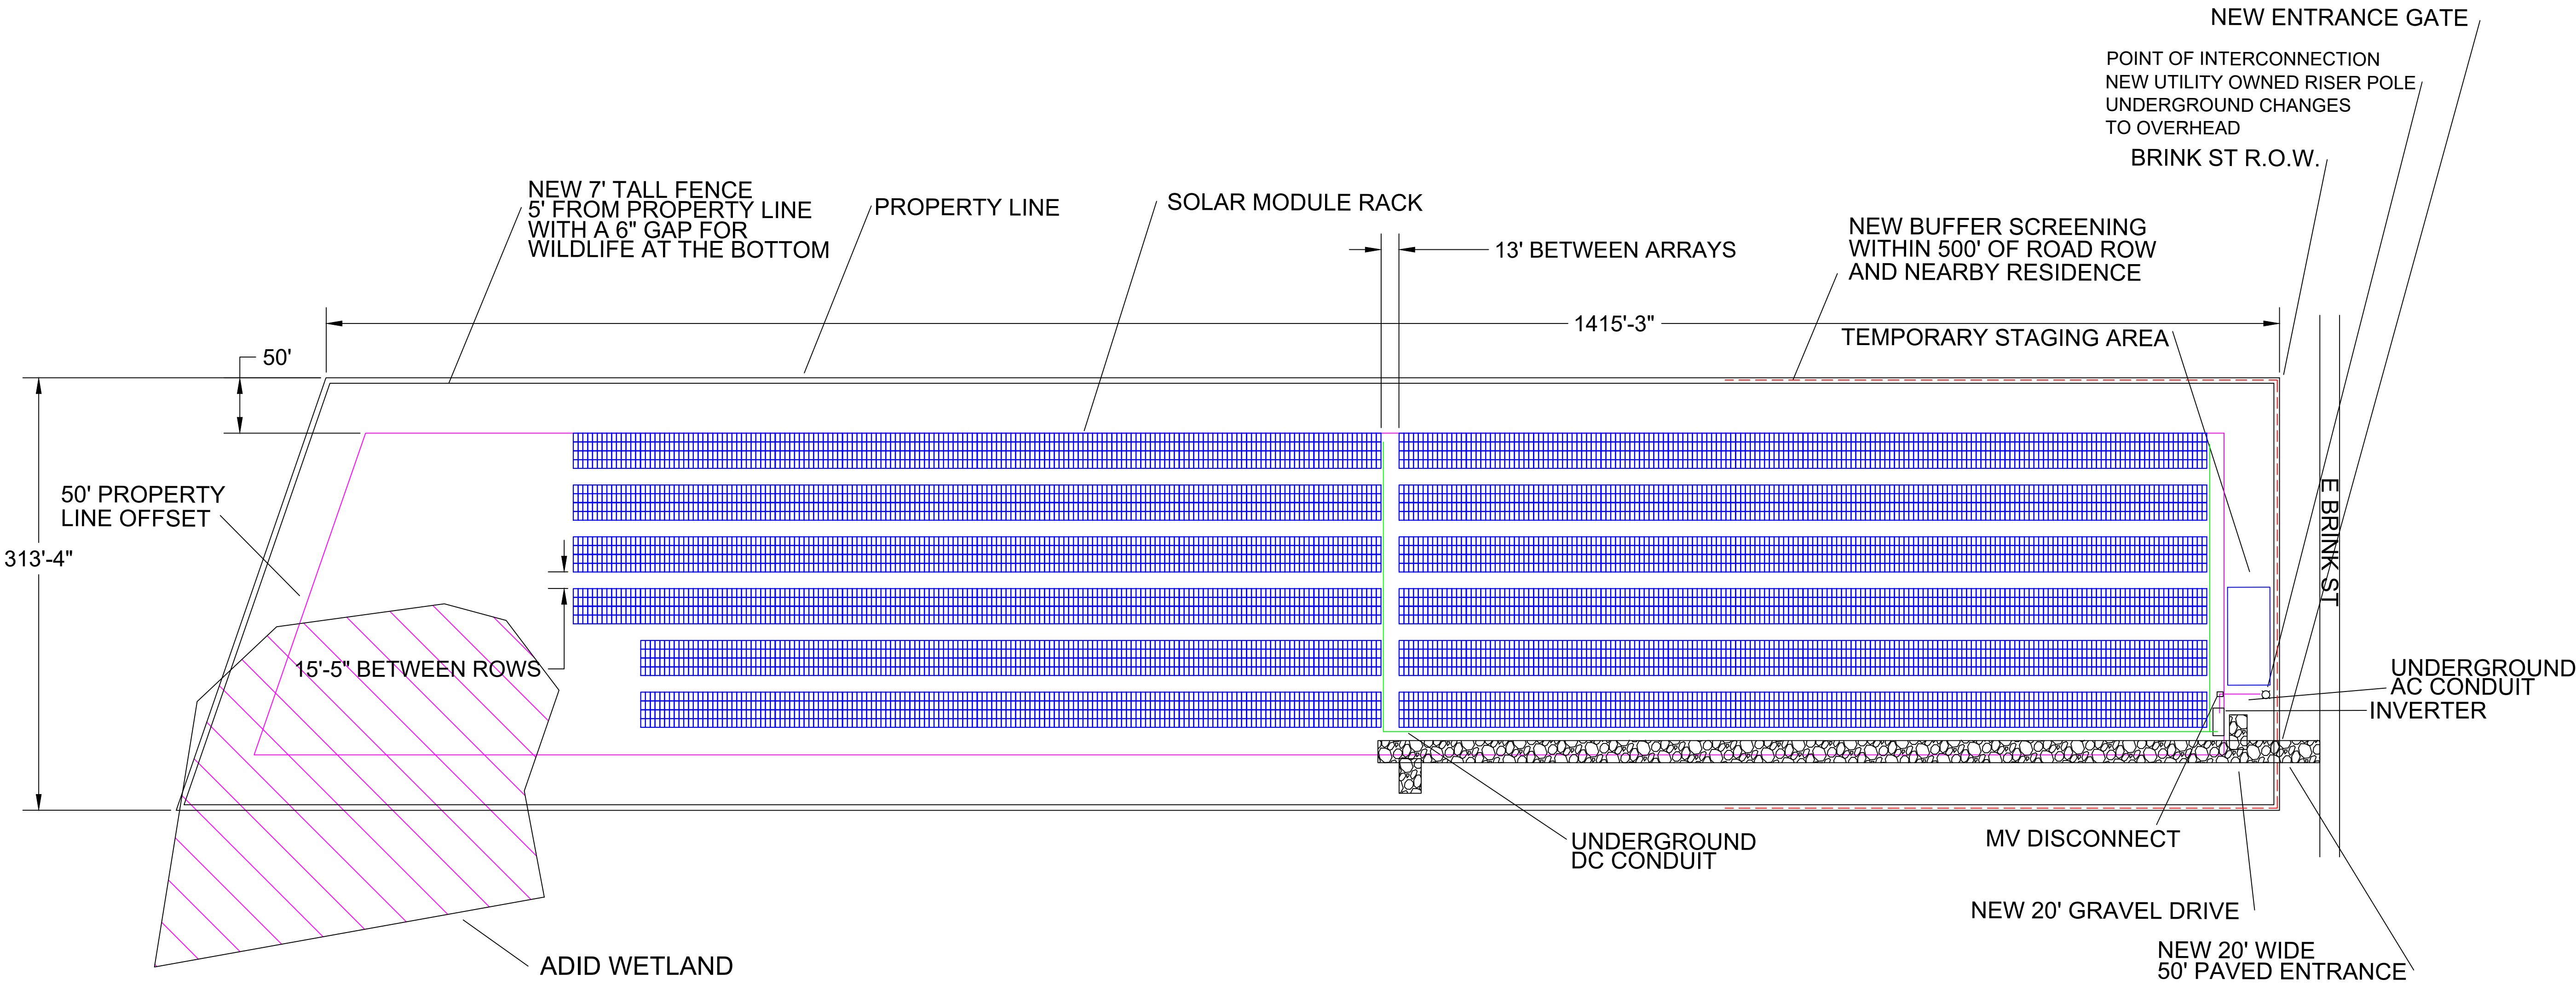 NEW ENTRANCE GATE
POINT OF INTERCONNECTION
NEW UTILITY OWNED RISER POLE
UNDERGROUND CHANGES
TO OVERHEAD
BRINK ST R.O.W.
NEW 7' TALL FENCE
5' FROM PROPERTY LINE
WITH A 6" GAP FOR
WILDLIFE AT THE BOTTOM
PROPERTY LINE
SOLAR MODULE RACK
13' BETWEEN ARRAYS
NEW BUFFER SCREENING
WITHIN 500' OF ROAD ROW
AND NEARBY RESIDENCE
1415'-3"
TEMPORARY STAGING AREA
50'
50' PROPERTY
LINE OFFSET
313'-4"
E BRINK ST
15'-5" BETWEEN ROWS
UNDERGROUND
AC CONDUIT
INVERTER
UNDERGROUND
DC CONDUIT
MV DISCONNECT
NEW 20' GRAVEL DRIVE
NEW 20' WIDE
50' PAVED ENTRANCE
ADID WETLAND